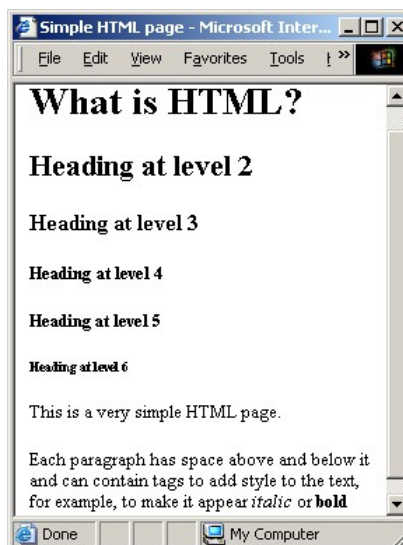 Simple HTML page - Microsoft Inter...
File Edit View Favorites Tools »
What is HTML?
Heading at level 2
Heading at level 3
Heading at level 4
Heading at level 5
Heading at level 6
This is a very simple HTML page.
Each paragraph has space above and below it
and can contain tags to add style to the text,
for example, to make it appear italic or bold
Done My Computer